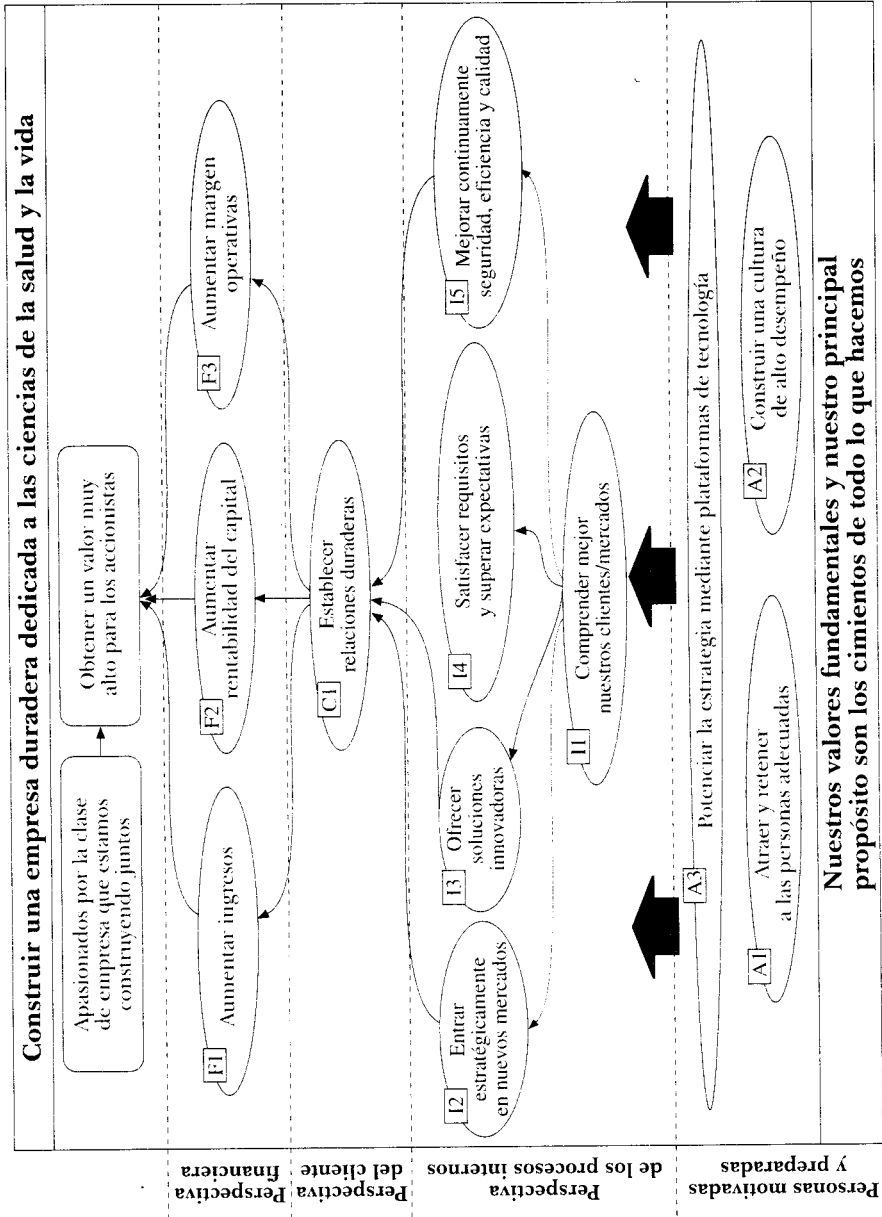 Construir una empresa duradera dedicada a las ciencias de la salud y la vida
Apasionados por la clase
de empresa que estamos
construyendo juntos
Obtener un valor muy
alto para los accionistas
Perspectiva
financiera
F1
Aumentar ingresos
F2
Aumentar
rentabilidad del capital
F3
Aumentar margen
operativas
Perspectiva
del cliente
C1
Establecer
relaciones duraderas
Perspectiva
de los procesos internos
I2
Entrar
estratégicamente
en nuevos mercados
I3
Ofrecer
soluciones
innovadoras
I4
Satisfacer requisitos
y superar expectativas
I5
Mejorar continuamente
seguridad, eficiencia y calidad
I1
Comprender mejor
nuestros clientes/mercados
Personas motivadas
y preparadas
A3
Potenciar la estrategia mediante plataformas de tecnología
A1
Atraer y retener
a las personas adecuadas
A2
Construir una cultura
de alto desempeño
Nuestros valores fundamentales y nuestro principal
propósito son los cimientos de todo lo que hacemos